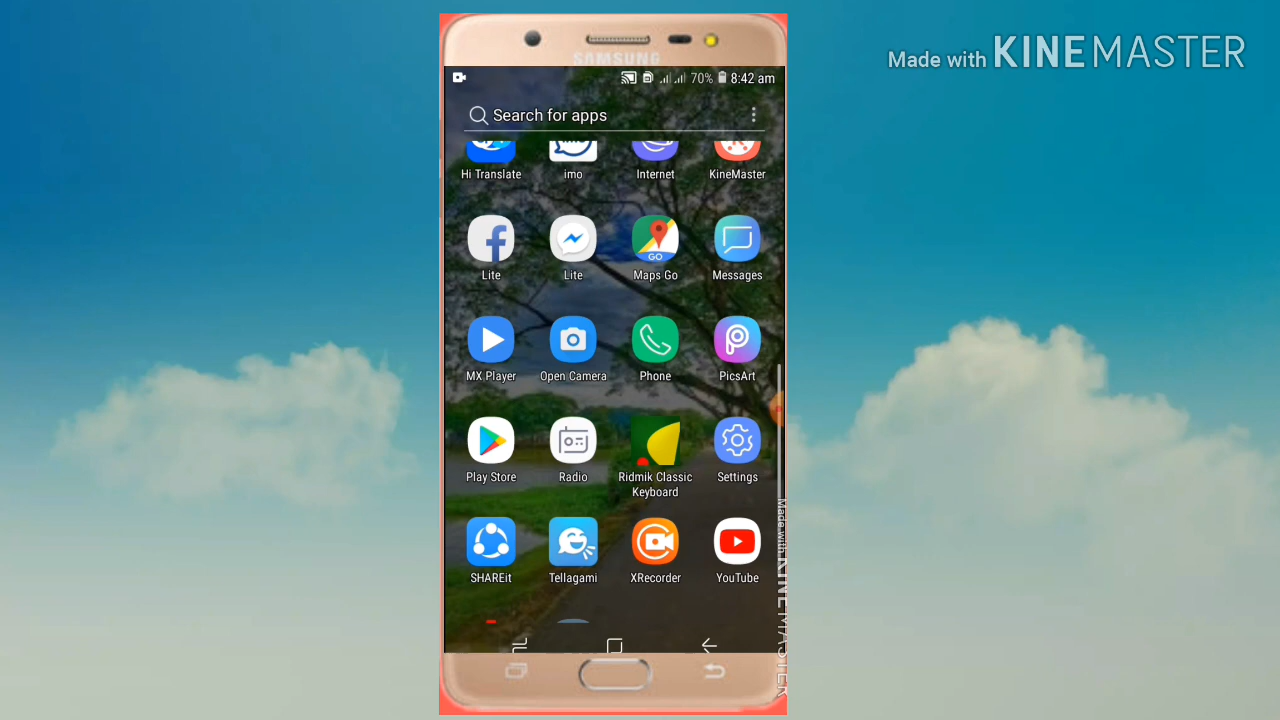 Made with KINEMASTER
SAMSUNG
70% 8:42 am
Search for apps
Hi Translate imo Internet KineMaster
Lite Lite Maps Go Messages
GO
MX Player Open Camera Phone PicsArt
Play Store Radio Ridmik Classic Keyboard Settings
SHAREit Tellagami XRecorder YouTube
Made with KINEMASTER